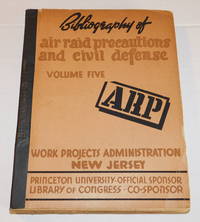 Bibliography of
air raid precautions
and civil defense
VOLUME FIVE
ARP
WORK PROJECTS ADMINISTRATION
NEW JERSEY
PRINCETON UNIVERSITY-OFFICIAL SPONSOR
LIBRARY OF CONGRESS · CO-SPONSOR